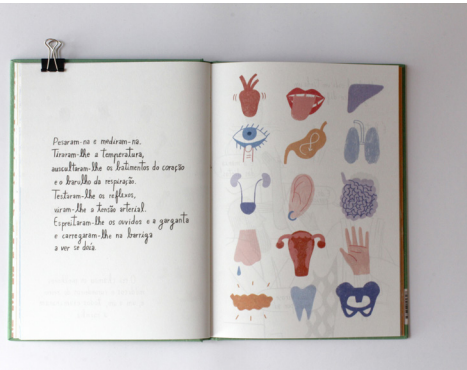 Pesaram-na e mediram-na.
Tiraram-lhe a temperatura,
auscultaram-lhe os batimentos do coração
e o barulho da respiração.
Testaram-lhe os reflexos,
viram-lhe a tensão arterial.
Espreitaram-lhe os ouvidos e a garganta
e carregaram-lhe na barriga
a ver se doía.